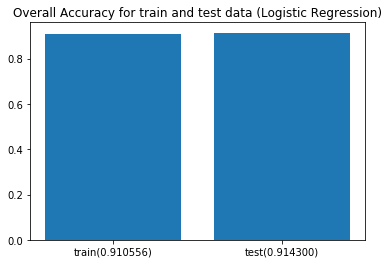 Overall Accuracy for train and test data (Logistic Regression)
0.8
0.6
0.4
0.2
0.0
train(0.910556) test(0.914300)